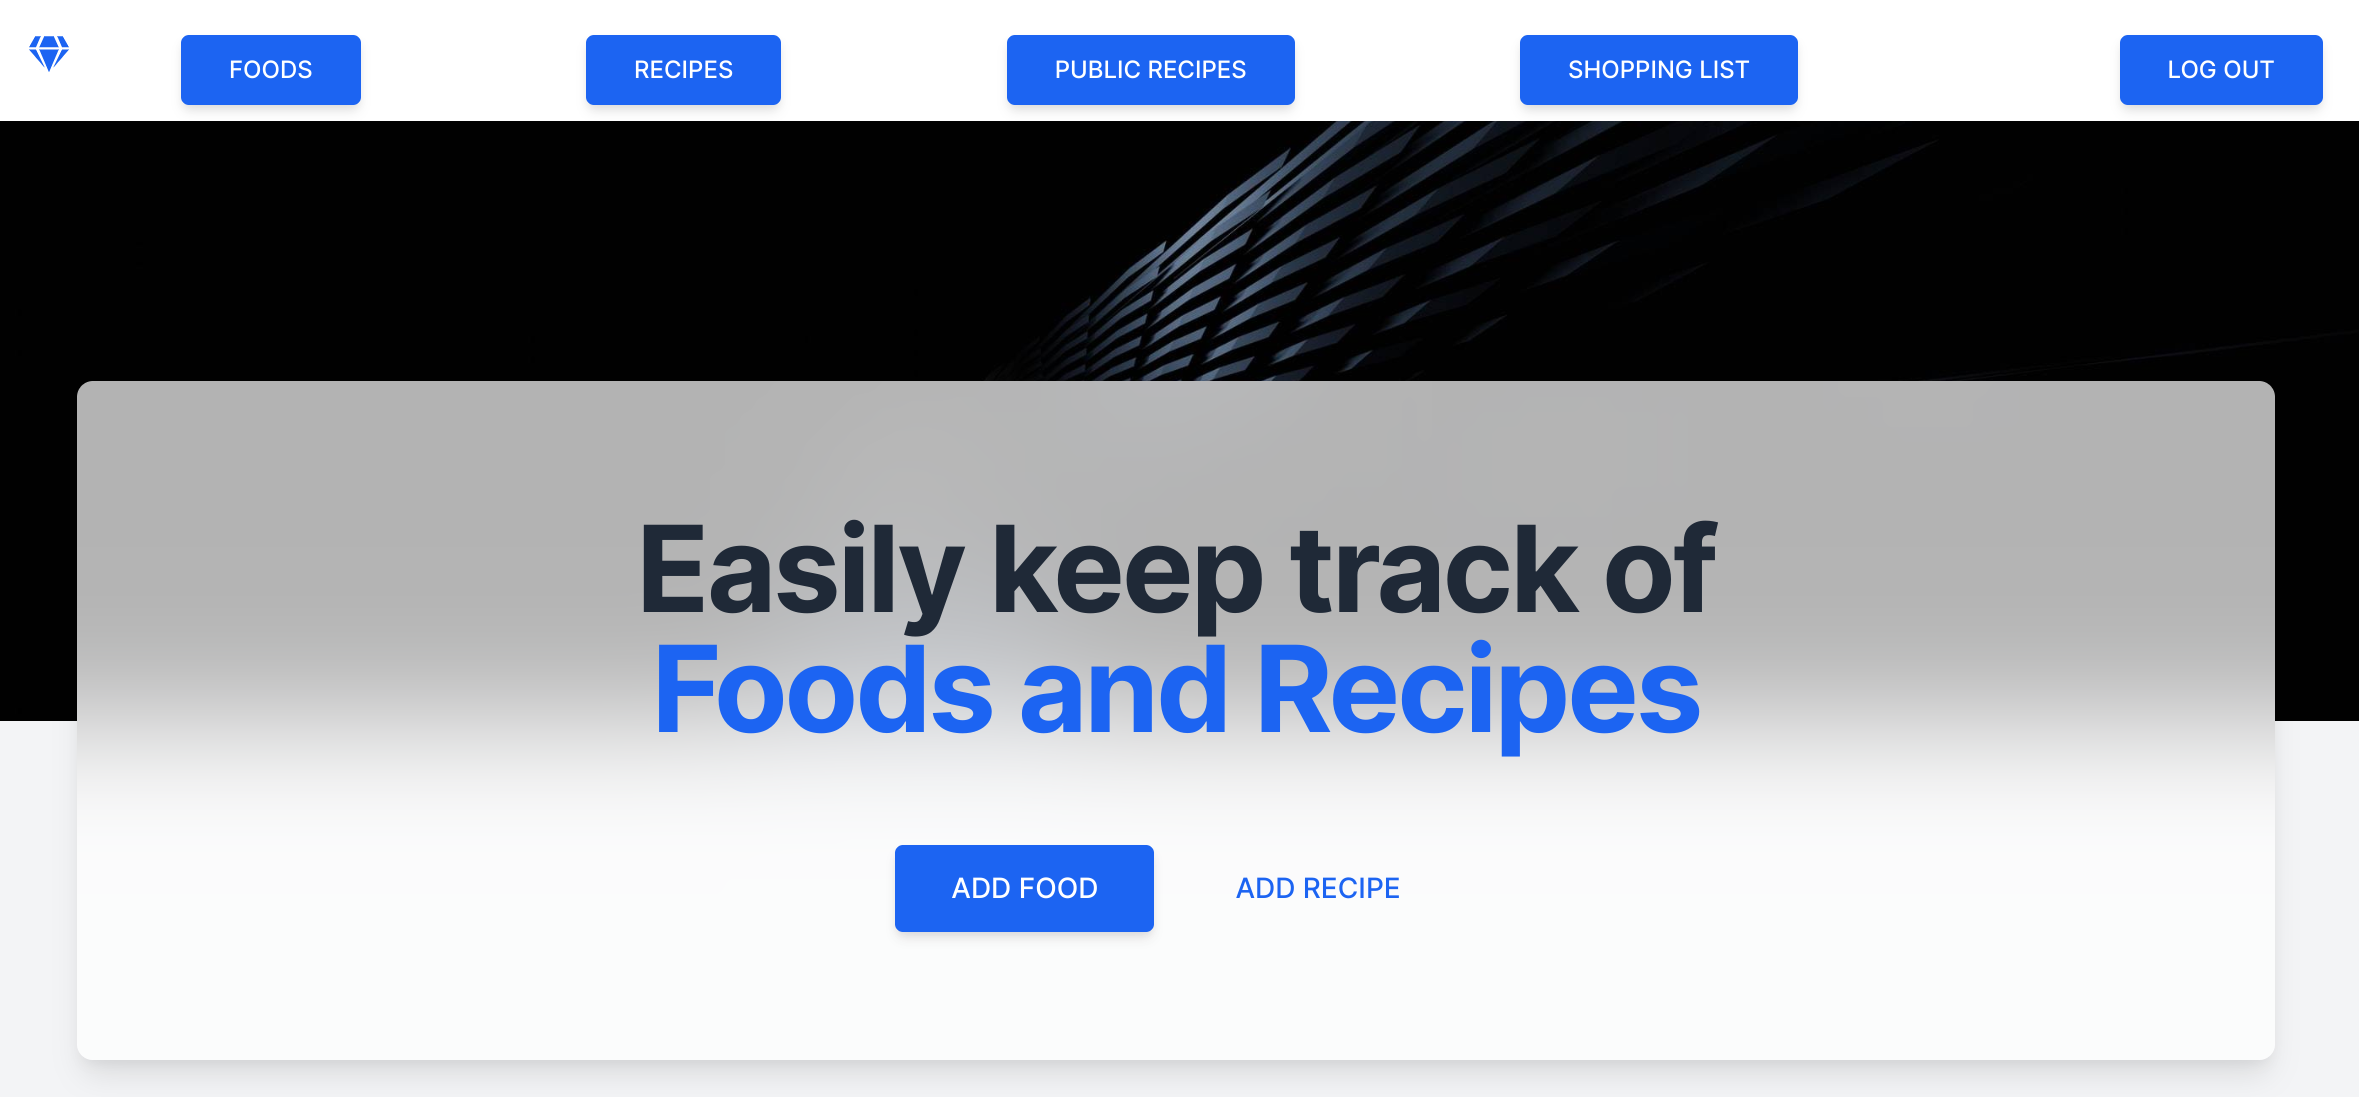 FOODS
RECIPES
PUBLIC RECIPES
SHOPPING LIST
LOG OUT
Easily keep track of
Foods and Recipes
ADD FOOD
ADD RECIPE